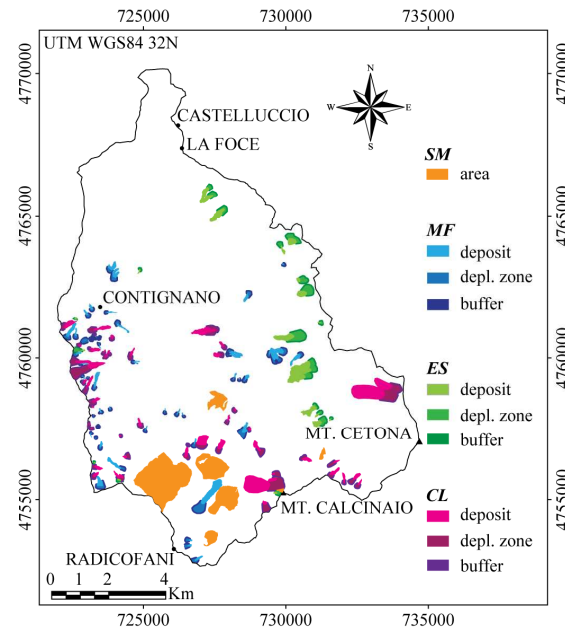 725000 730000 735000
UTM WGS84 32N
4770000
4770000
N
W E
S
CASTELLUCCIO
LA FOCE
SM
area
4765000
4765000
MF
deposit
depl. zone
buffer
CONTIGNANO
4760000
4760000
ES
deposit
depl. zone
buffer
MT. CETONA
CL
deposit
depl. zone
buffer
4755000
4755000
MT. CALCINAIO
RADICOFANI
0 1 2 4
Km
725000 730000 735000